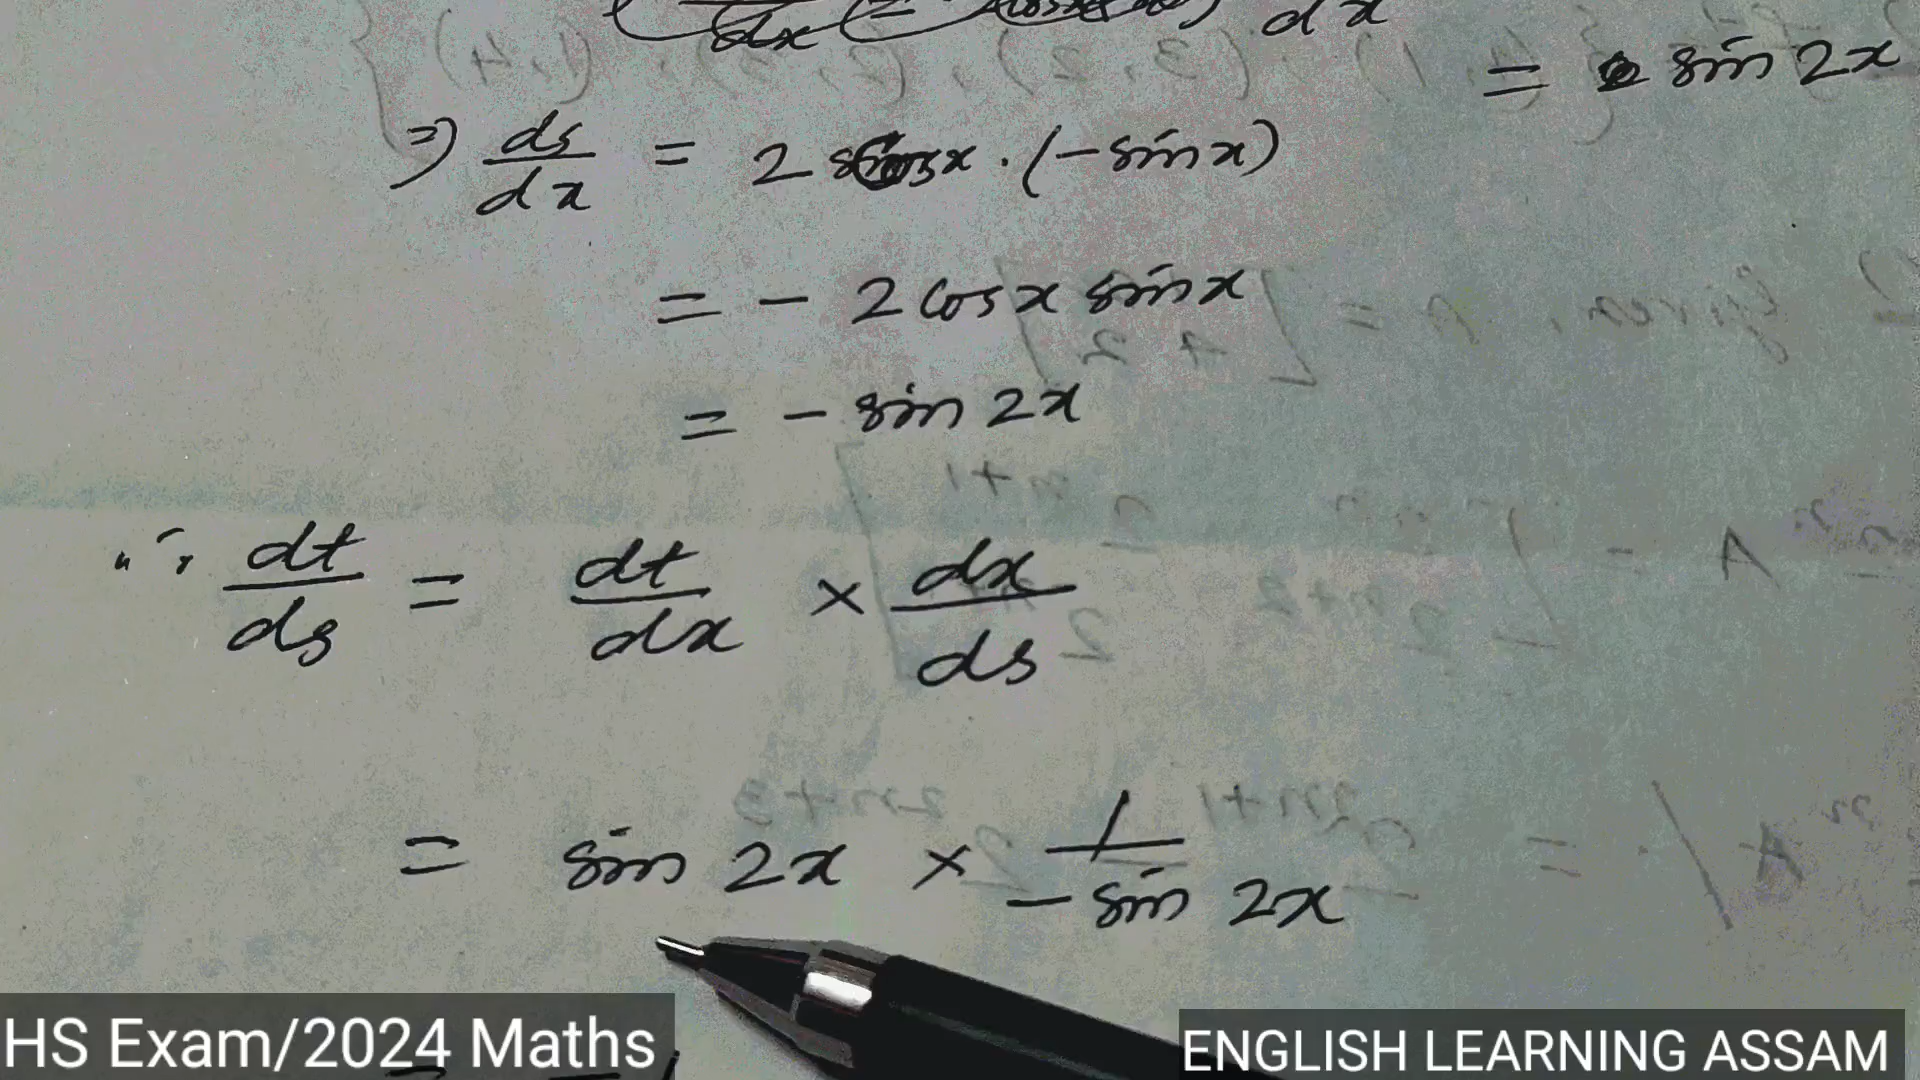 dx
= sin 2x
⇒ ds/dx = 2 cos x · (-sin x)
= - 2 cos x sin x
= - sin 2x
∴ dt/ds = dt/dx × dx/ds
= sin 2x × 1/(- sin 2x)
HS Exam/2024 Maths
ENGLISH LEARNING ASSAM